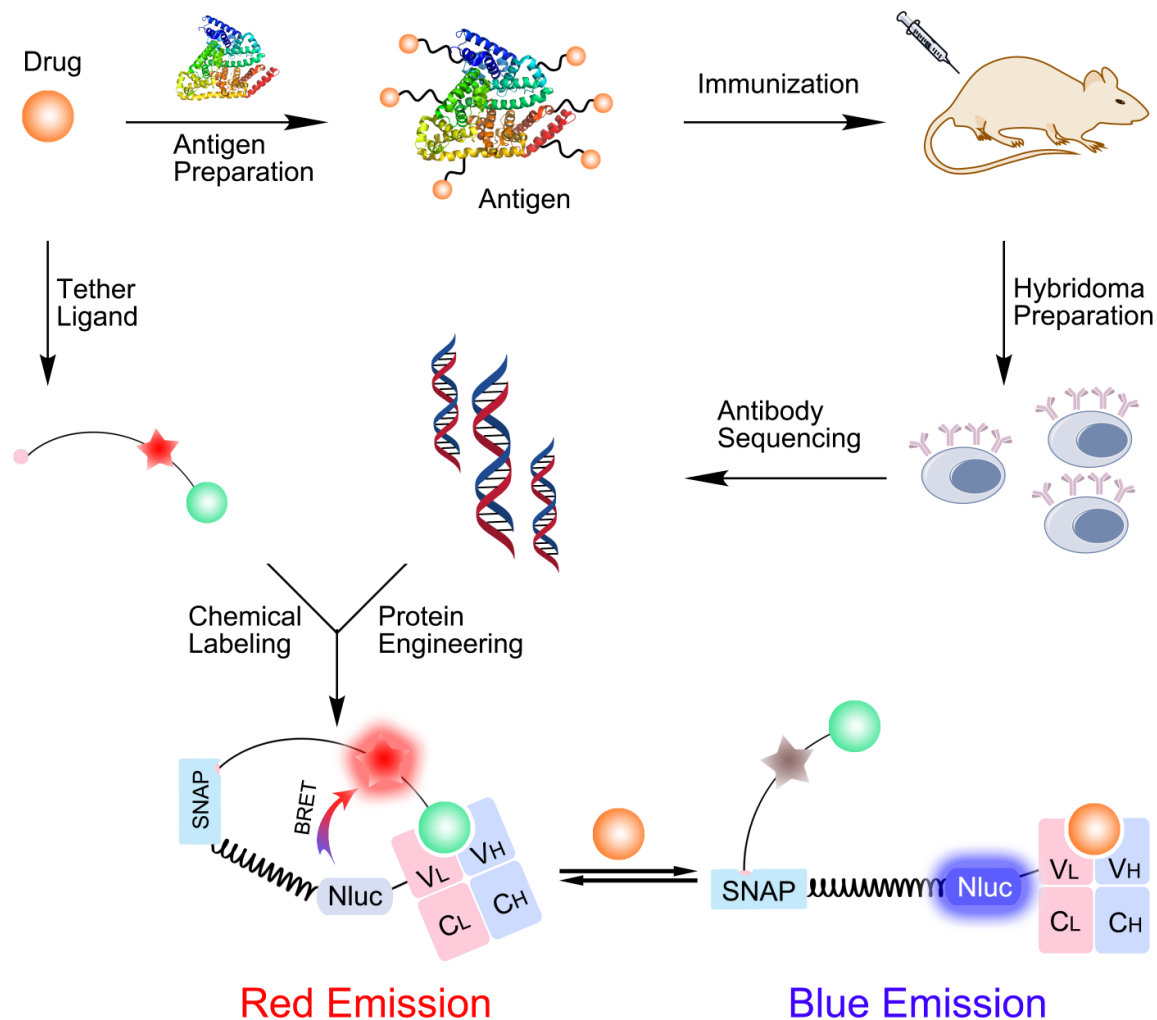 Drug
Antigen
Preparation
Antigen
Immunization
Tether
Ligand
Hybridoma
Preparation
Antibody
Sequencing
Chemical
Labeling
Protein
Engineering
SNAP
BRET
Nluc
VL
VH
CL
CH
SNAP
Nluc
VL
VH
CL
CH
Red Emission
Blue Emission